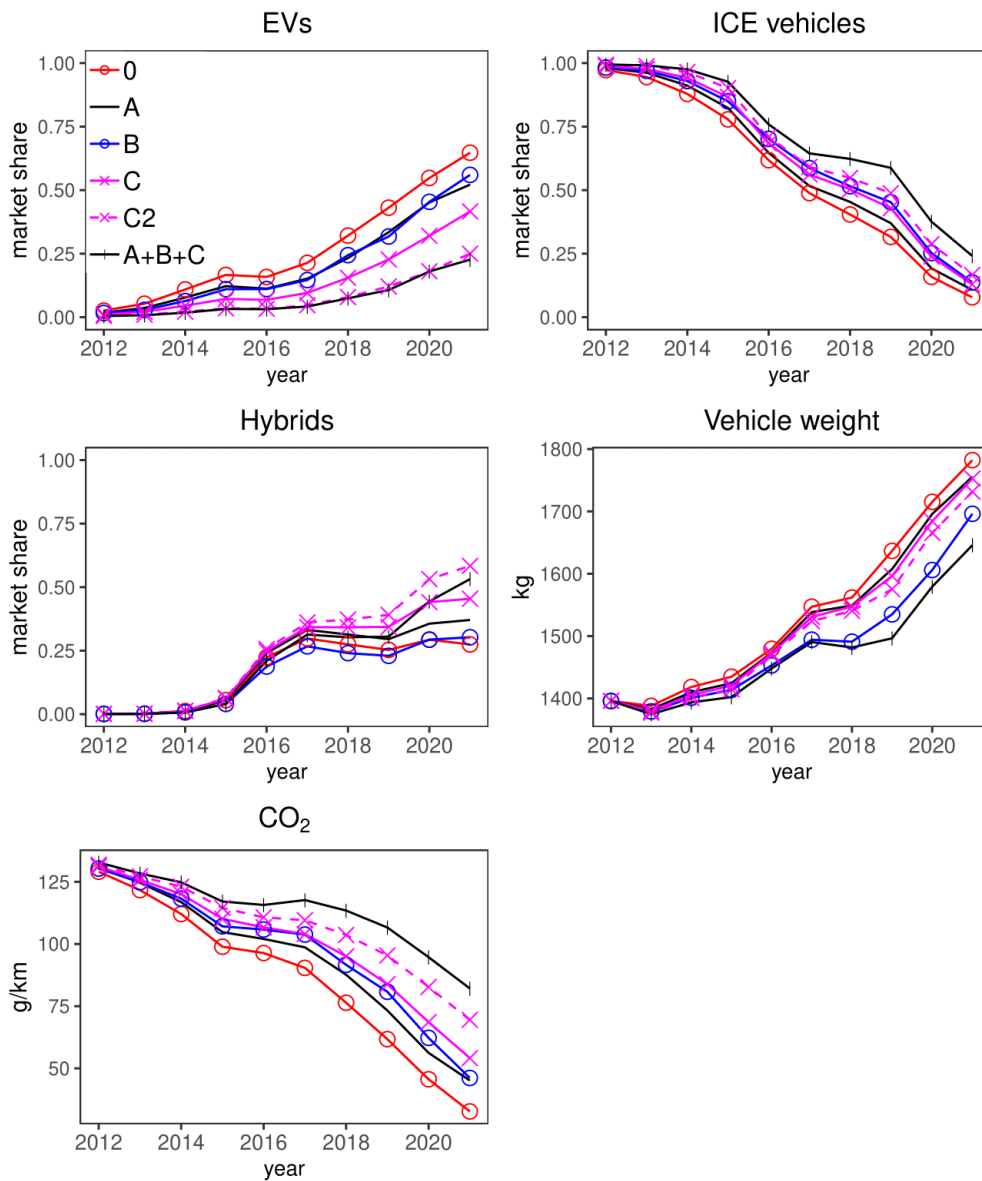 EVs
1.00
0.75
0.50
0.25
0.00
market share
0
A
B
C
C2
A+B+C
2012 2014 2016 2018 2020
year
ICE vehicles
1.00
0.75
0.50
0.25
0.00
market share
2012 2014 2016 2018 2020
year
Hybrids
1.00
0.75
0.50
0.25
0.00
market share
2012 2014 2016 2018 2020
year
Vehicle weight
1800
1700
1600
1500
1400
kg
2012 2014 2016 2018 2020
year
CO₂
125
100
75
50
g/km
2012 2014 2016 2018 2020
year